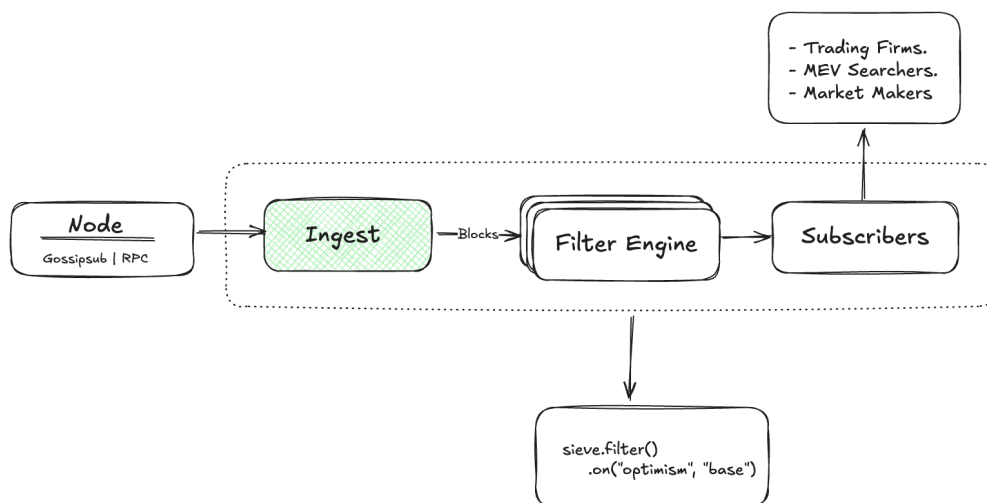 - Trading Firms.
- MEV Searchers.
- Market Makers
Node
Gossipsub | RPC
Ingest
Blocks
Filter Engine
Subscribers
sieve.filter()
.on("optimism", "base")